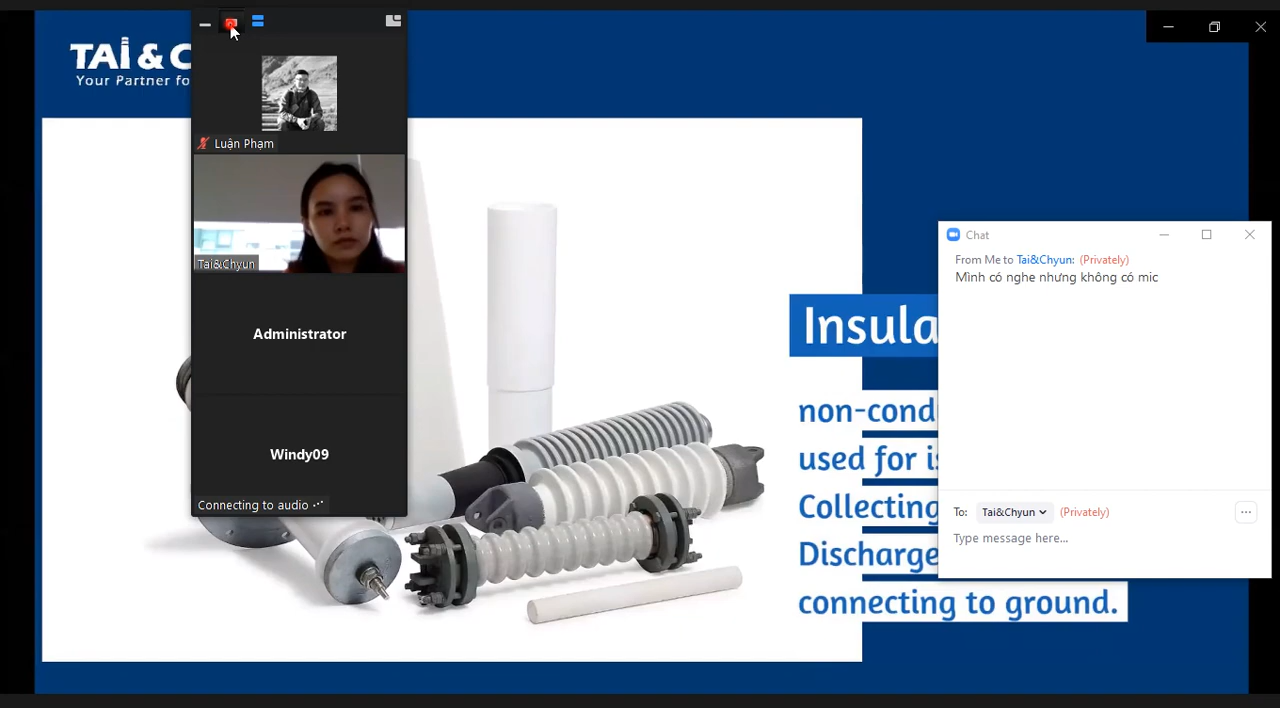 TAI & C
Your Partner fo
Luận Phạm
Tai&Chyun
Administrator
Windy09
Connecting to audio
Insula
non-cond
used for i
Collecting
Discharge
connecting to ground.
Chat
From Me to Tai&Chyun: (Privately)
Mình có nghe nhưng không có mic
To: Tai&Chyun (Privately)
Type message here...